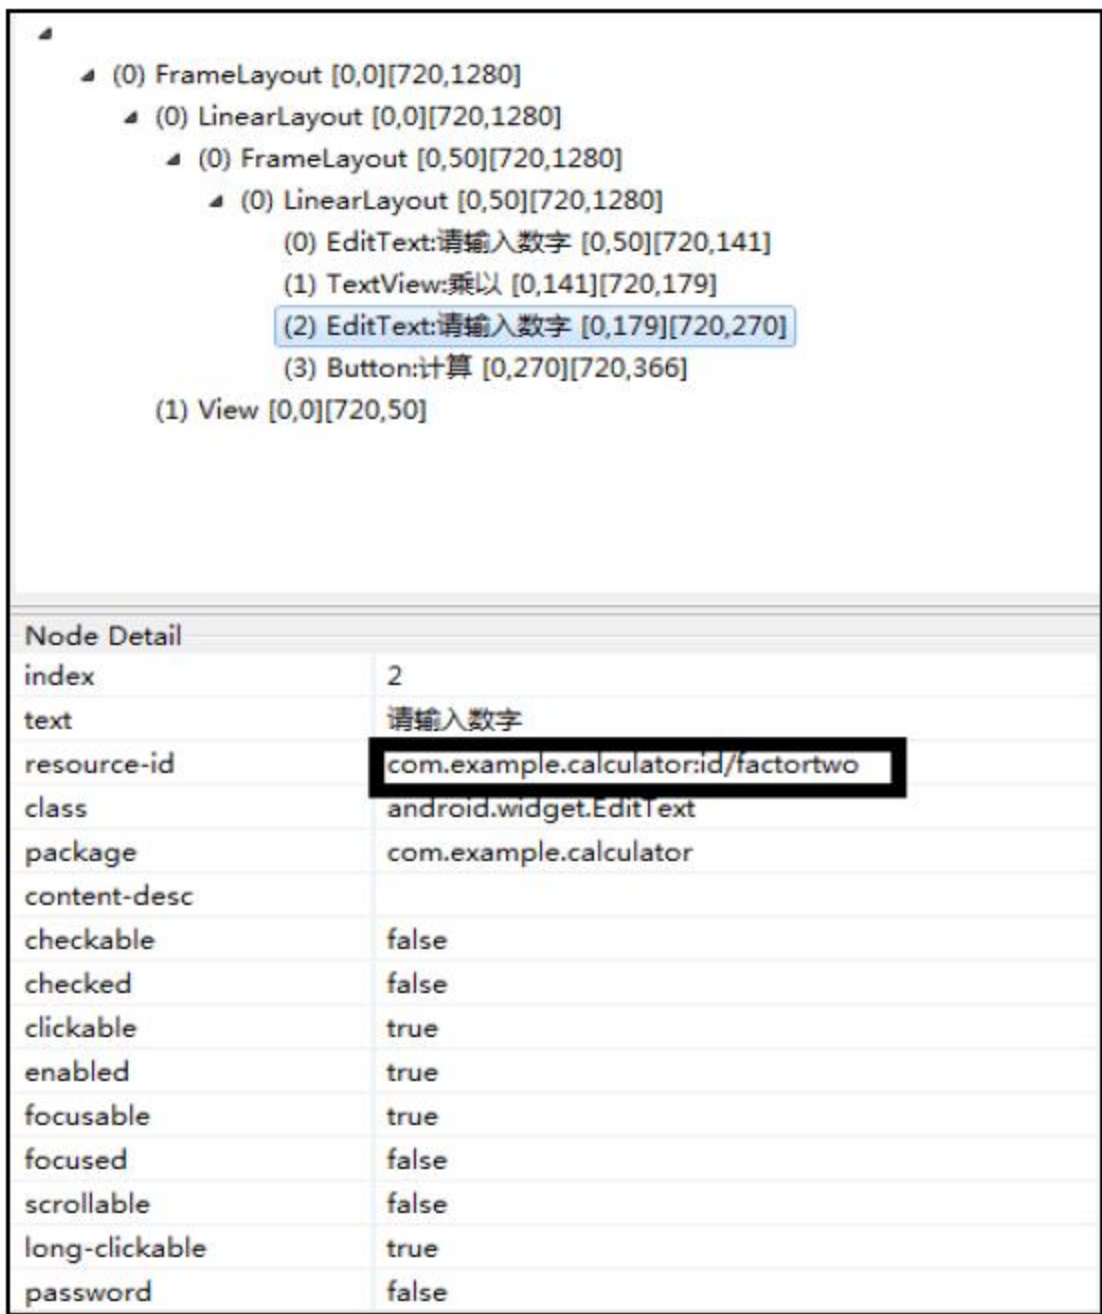 (0) FrameLayout [0,0][720,1280]
(0) LinearLayout [0,0][720,1280]
(0) FrameLayout [0,50][720,1280]
(0) LinearLayout [0,50][720,1280]
(0) EditText:请输入数字 [0,50][720,141]
(1) TextView:乘以 [0,141][720,179]
(2) EditText:请输入数字 [0,179][720,270]
(3) Button:计算 [0,270][720,366]
(1) View [0,0][720,50]
Node Detail
index 2
text 请输入数字
resource-id com.example.calculator:id/factortwo
class android.widget.EditText
package com.example.calculator
content-desc
checkable false
checked false
clickable true
enabled true
focusable true
focused false
scrollable false
long-clickable true
password false